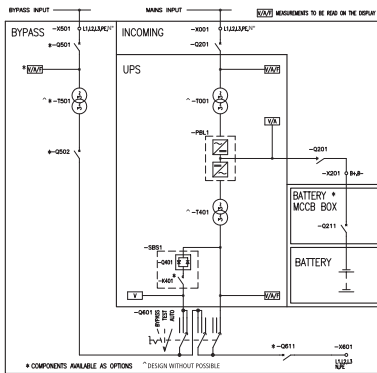 BYPASS INPUT
MAINS INPUT
V/A/F MEASUREMENTS TO BE READ ON THE DISPLAY
BYPASS
-X501
L1,L2,L3,PE,N*
INCOMING
-X001
L1,L2,L3,PE,N*
*-Q501
-Q201
UPS
* V/A/F
V/A/F
^ *-T501
^-T001
V/A
-PBL1
*-Q502
-Q201
-X201
B+,B-
BATTERY *
MCCB BOX
^-T401
-Q211
-SBS1
BATTERY
-Q401
*
-K401
V
V/A/F
-Q601
BYPASS
TEST
AUTO
*-Q611
-X601
L1,L2,L3
N,PE
* COMPONENTS AVAILABLE AS OPTIONS
^ DESIGN WITHOUT POSSIBLE